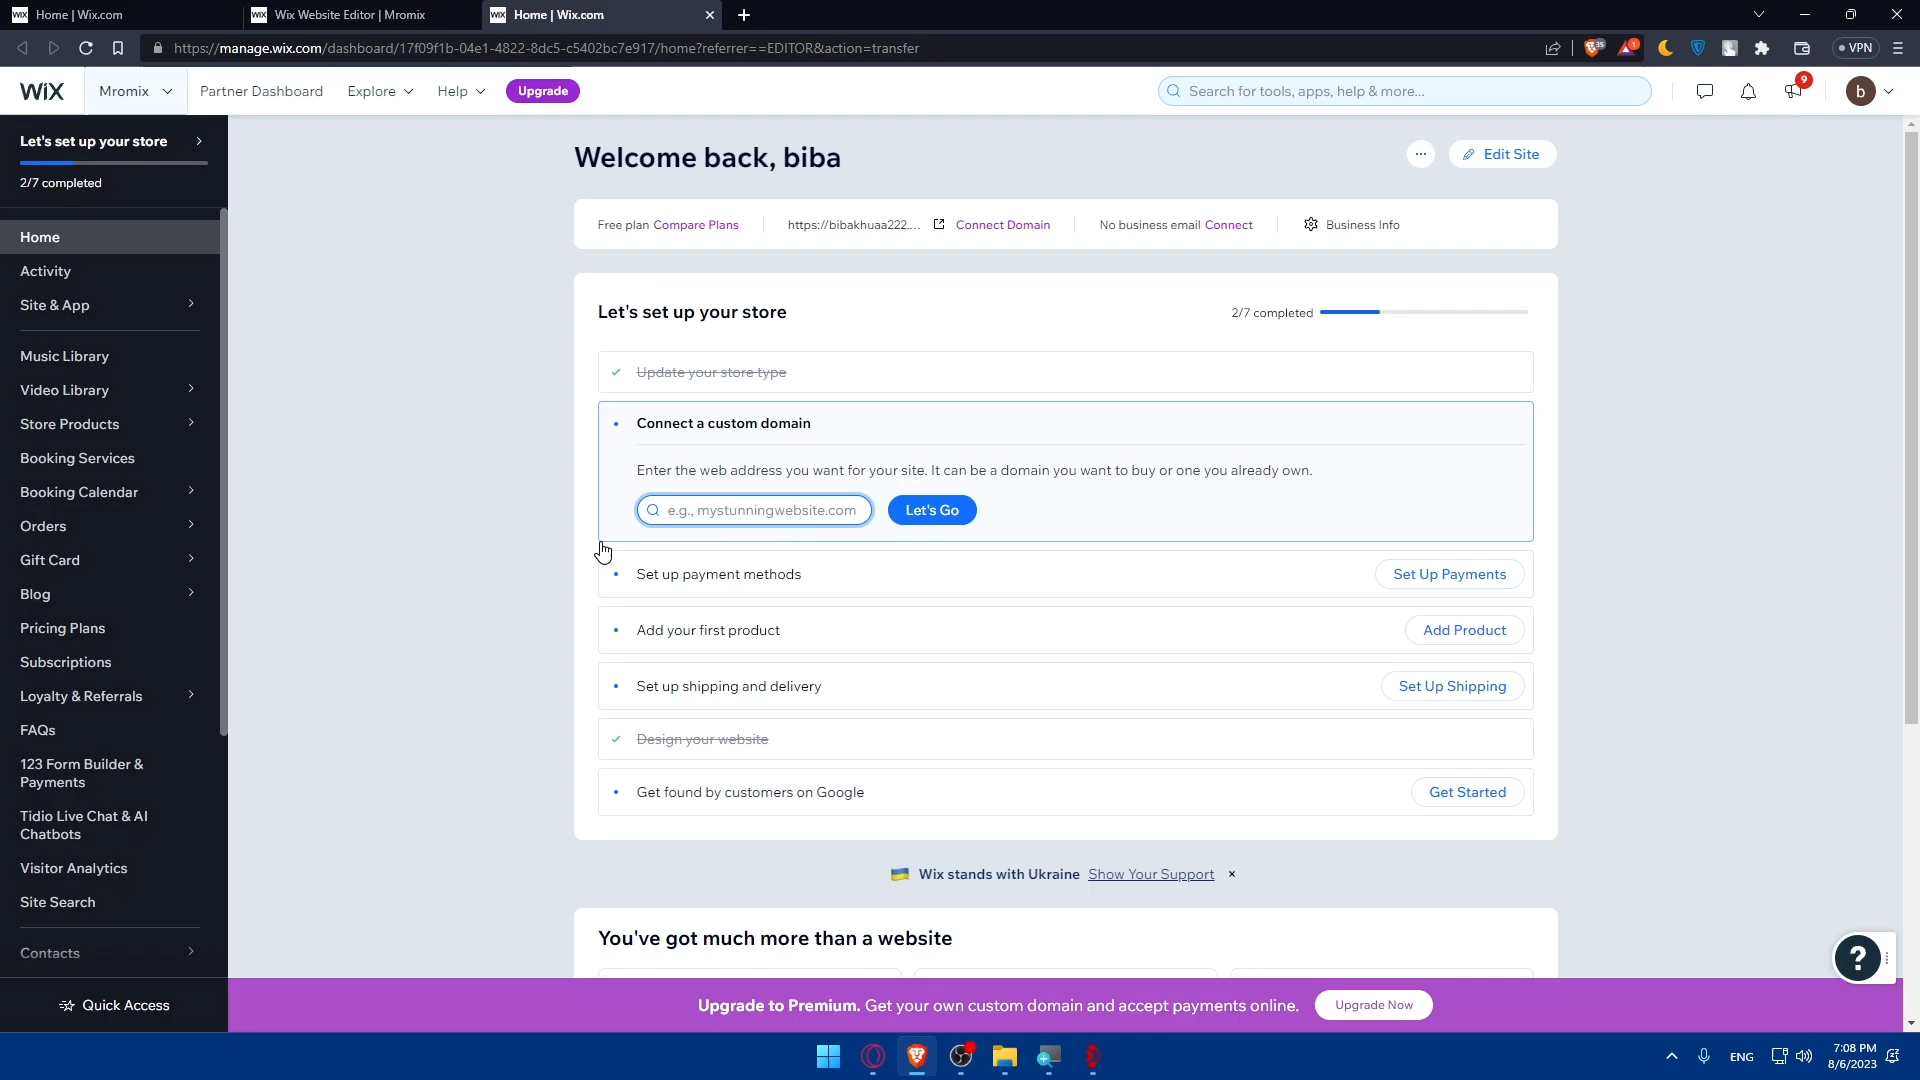 Home | Wix.com
Wix Website Editor | Mromix
Home | Wix.com
https://manage.wix.com/dashboard/17f09f1b-04e1-4822-8dc5-c5402bc7e917/home?referrer==EDITOR&action=transfer
35
1
VPN
WiX
Mromix
Partner Dashboard
Explore
Help
Upgrade
Search for tools, apps, help & more...
9
b
Let's set up your store
2/7 completed
Home
Activity
Site & App
Music Library
Video Library
Store Products
Booking Services
Booking Calendar
Orders
Gift Card
Blog
Pricing Plans
Subscriptions
Loyalty & Referrals
FAQs
123 Form Builder &
Payments
Tidio Live Chat & AI
Chatbots
Visitor Analytics
Site Search
Contacts
Quick Access
Welcome back, biba
Edit Site
Free plan Compare Plans
https://bibakhuaa222....
Connect Domain
No business email Connect
Business Info
Let's set up your store
2/7 completed
Update your store type
Connect a custom domain
Enter the web address you want for your site. It can be a domain you want to buy or one you already own.
e.g., mystunningwebsite.com
Let's Go
Set up payment methods
Set Up Payments
Add your first product
Add Product
Set up shipping and delivery
Set Up Shipping
Design your website
Get found by customers on Google
Get Started
Wix stands with Ukraine Show Your Support
You've got much more than a website
?
Upgrade to Premium. Get your own custom domain and accept payments online.
Upgrade Now
ENG
7:08 PM
8/6/2023